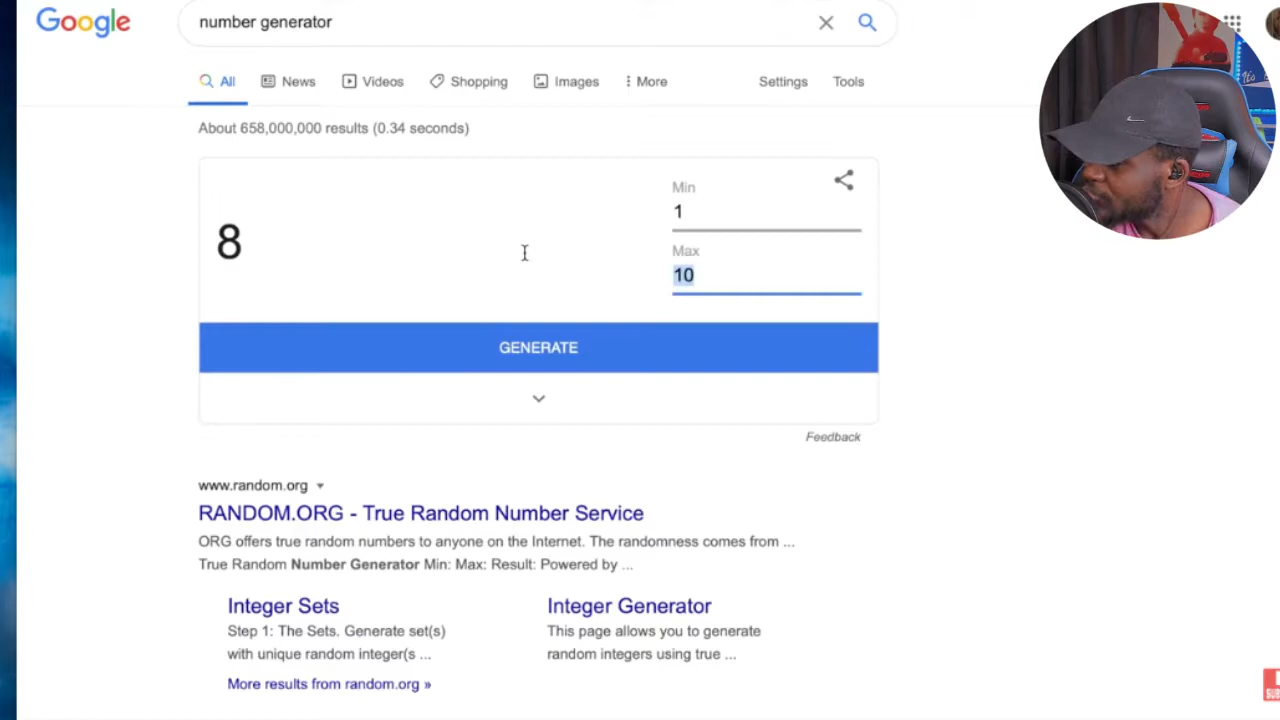 Google
number generator
All
News
Videos
Shopping
Images
More
Settings
Tools
About 658,000,000 results (0.34 seconds)
8
Min
1
Max
10
GENERATE
Feedback
www.random.org
RANDOM.ORG - True Random Number Service
ORG offers true random numbers to anyone on the Internet. The randomness comes from ...
True Random Number Generator Min: Max: Result: Powered by ...
Integer Sets
Step 1: The Sets. Generate set(s)
with unique random integer(s ...
Integer Generator
This page allows you to generate
random integers using true ...
More results from random.org »